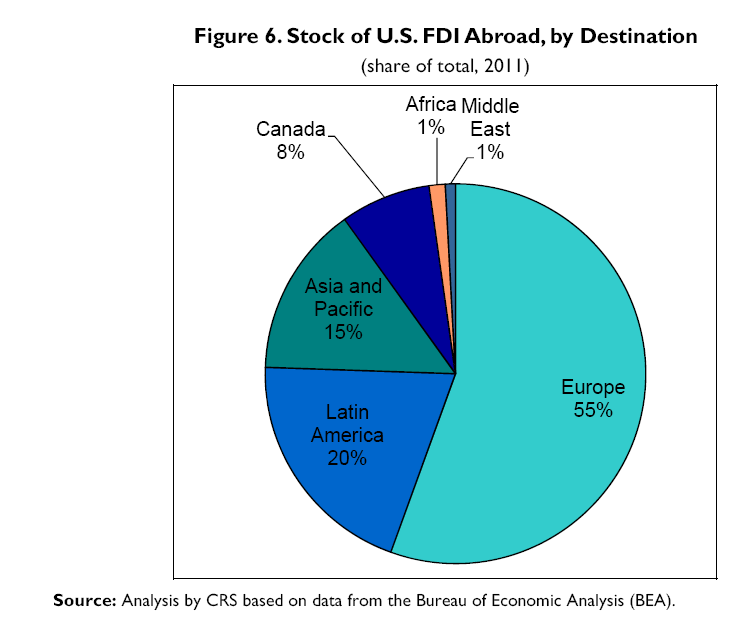 Figure 6. Stock of U.S. FDI Abroad, by Destination
(share of total, 2011)
Africa
1%
Middle
East
1%
Canada
8%
Asia and
Pacific
15%
Europe
55%
Latin
America
20%
Source: Analysis by CRS based on data from the Bureau of Economic Analysis (BEA).